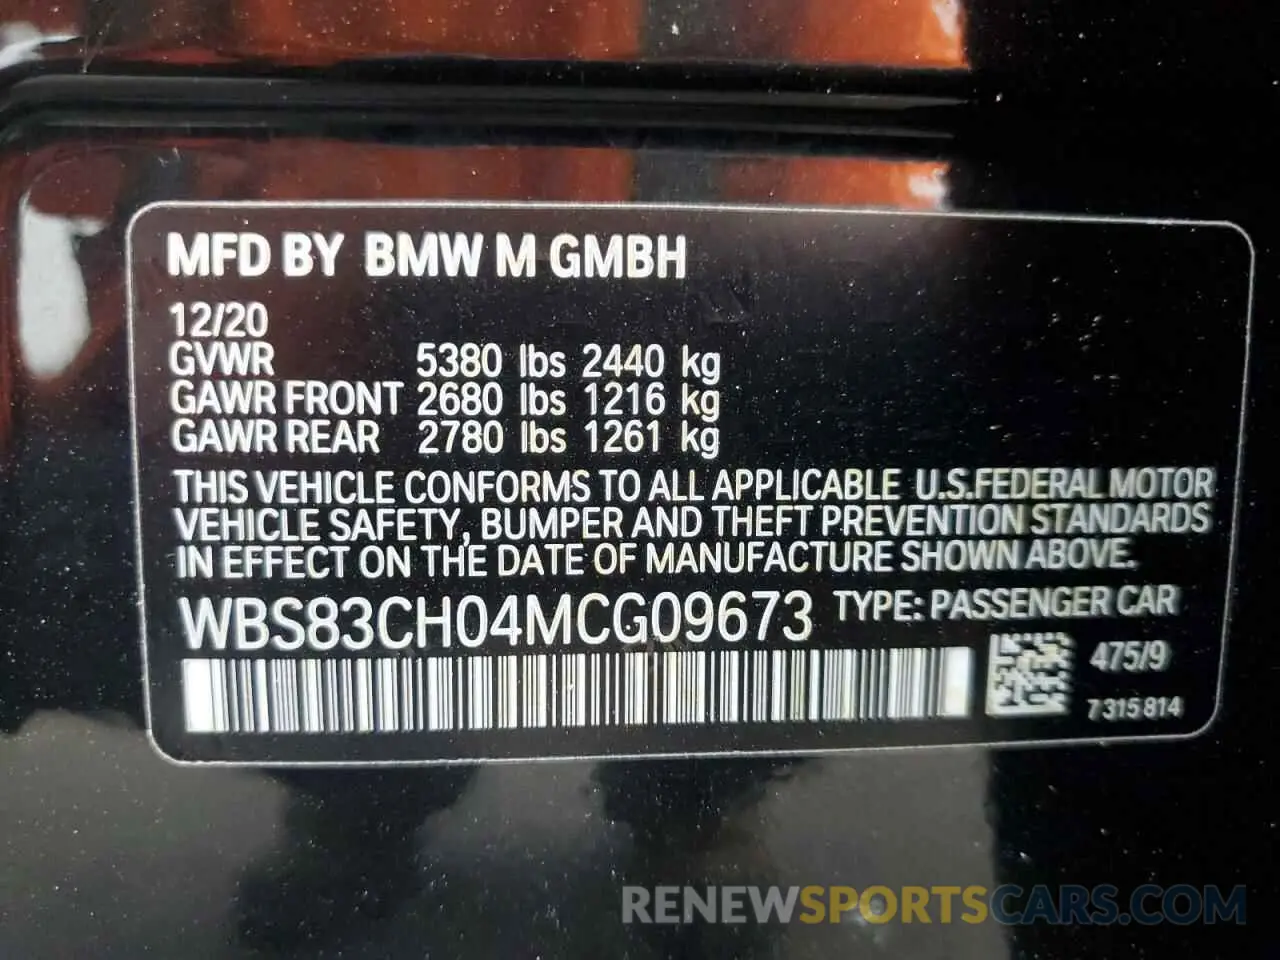 MFD BY BMW M GMBH
12/20
GVWR 5380 lbs 2440 kg
GAWR FRONT 2680 lbs 1216 kg
GAWR REAR 2780 lbs 1261 kg
THIS VEHICLE CONFORMS TO ALL APPLICABLE U.S.FEDERAL MOTOR
VEHICLE SAFETY, BUMPER AND THEFT PREVENTION STANDARDS
IN EFFECT ON THE DATE OF MANUFACTURE SHOWN ABOVE.
WBS83CH04MCG09673 TYPE: PASSENGER CAR
475/9
7 315 814
RENEWSPORTSCARS.COM